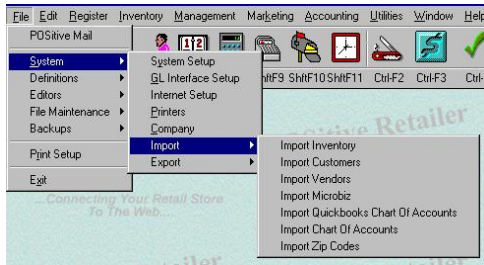 File Edit Register Inventory Management Marketing Accounting Utilities Window Help
POSitive Mail
System
Definitions
Editors
File Maintenance
Backups
Print Setup
Exit
System Setup
GL Interface Setup
Internet Setup
Printers
Company
Import
Export
Import Inventory
Import Customers
Import Vendors
Import Microbiz
Import Quickbooks Chart Of Accounts
Import Chart Of Accounts
Import Zip Codes
ShftF10 ShftF11 Ctrl-F2 Ctrl-F3 Ctrl-
Retailer
...Connecting Your Retail Store
To The Web...